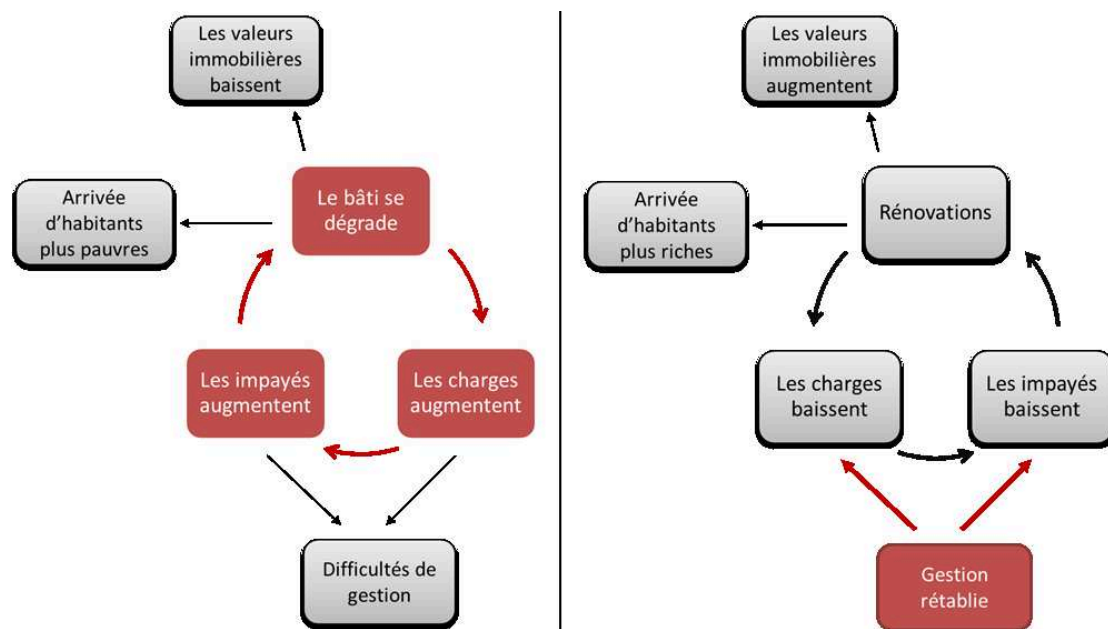 Les valeurs
immobilières
baissent
Arrivée
d'habitants
plus pauvres
Le bâti se
dégrade
Les impayés
augmentent
Les charges
augmentent
Difficultés de
gestion
Les valeurs
immobilières
augmentent
Arrivée
d'habitants
plus riches
Rénovations
Les charges
baissent
Les impayés
baissent
Gestion
rétablie